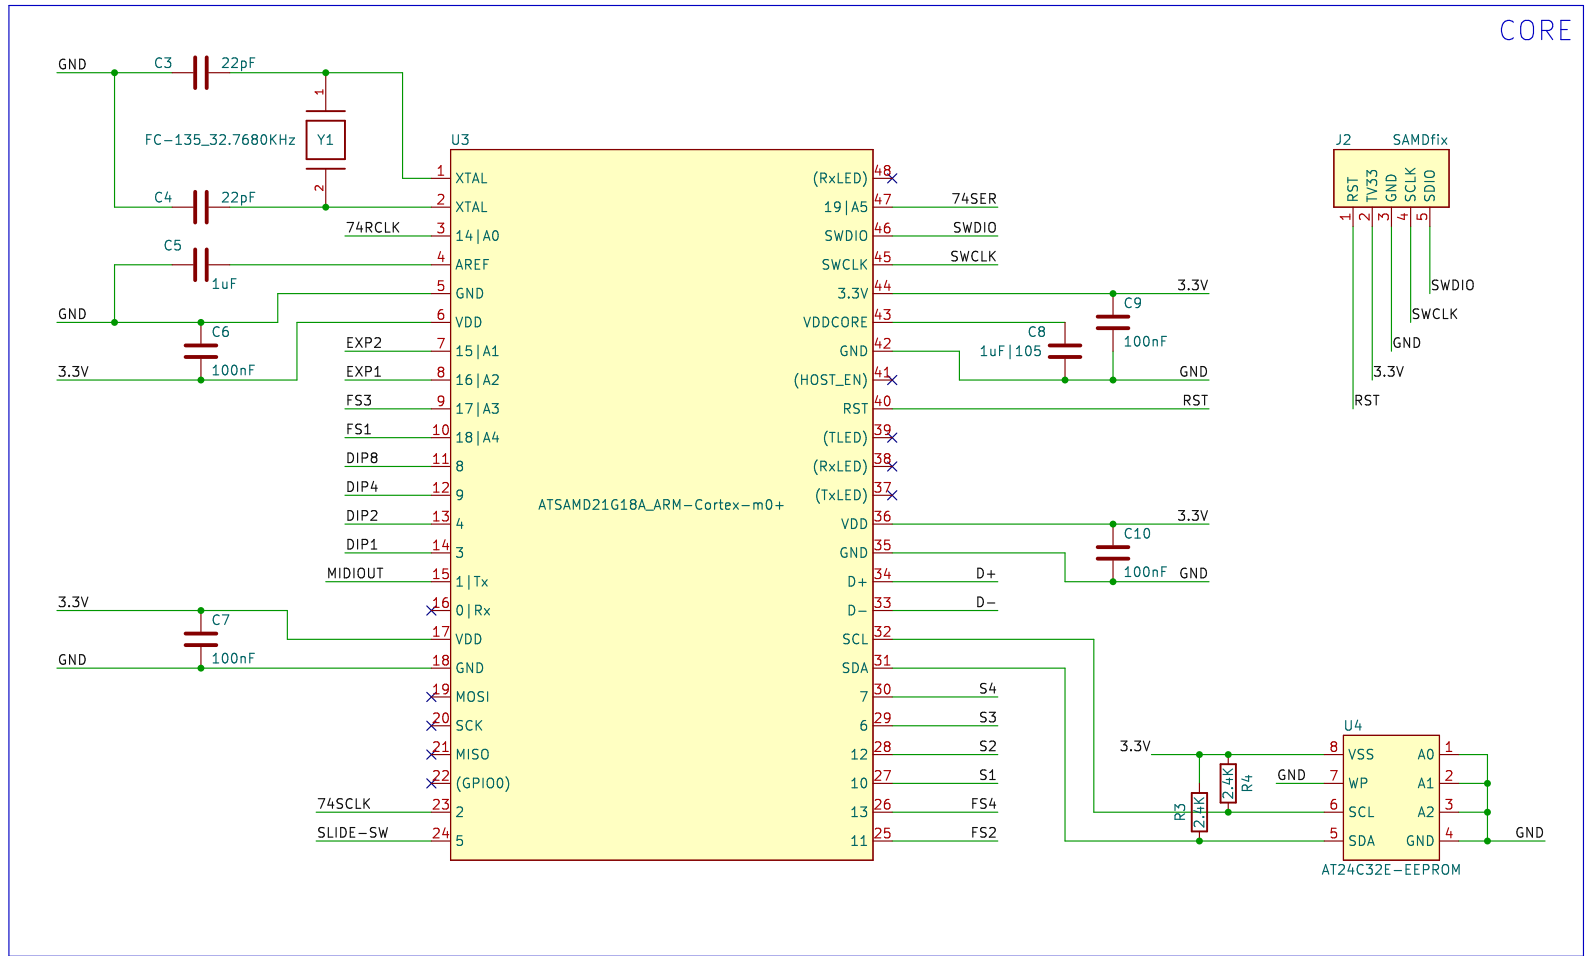 CORE
GND
C3
22pF
1
FC-135_32.7680KHz
Y1
2
C4
22pF
C5
1uF
GND
C6
100nF
3.3V
74RCLK
EXP2
EXP1
FS3
FS1
DIP8
DIP4
DIP2
DIP1
MIDIOUT
3.3V
C7
100nF
GND
74SCLK
SLIDE-SW
U3
ATSAMD21G18A_ARM-Cortex-m0+
1 XTAL
2 XTAL
3 14|A0
4 AREF
5 GND
6 VDD
7 15|A1
8 16|A2
9 17|A3
10 18|A4
11 8
12 9
13 4
14 3
15 1|Tx
16 0|Rx
17 VDD
18 GND
19 MOSI
20 SCK
21 MISO
22 (GPIO0)
23 2
24 5
(RxLED) 48
19|A5 47 74SER
SWDIO 46 SWDIO
SWCLK 45 SWCLK
3.3V 44 3.3V
VDDCORE 43
GND 42
(HOST_EN) 41 GND
RST 40 RST
(TLED) 39
(RxLED) 38
(TxLED) 37
VDD 36 3.3V
GND 35
D+ 34 D+
D- 33 D-
SCL 32
SDA 31
7 30 S4
6 29 S3
12 28 S2
10 27 S1
13 26 FS4
11 25 FS2
C9
100nF
C8
1uF|105
C10
100nF
GND
J2
SAMDfix
RST
TV33
GND
SCLK
SDIO
1
2
3
4
5
SWDIO
SWCLK
GND
3.3V
RST
3.3V
GND
R3
2.4K
R4
2.4K
U4
8 VSS
7 WP
6 SCL
5 SDA
A0 1
A1 2
A2 3
GND 4
GND
AT24C32E-EEPROM